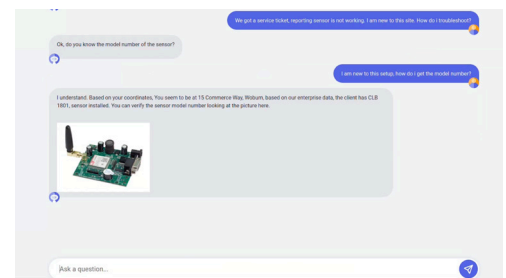 We got a service ticket, reporting sensor is not working. I am new to this site. How do i troubleshoot?
Ok, do you know the model number of the sensor?
I am new to this setup, how do i get the model number?
I understand. Based on your coordinates, You seem to be at 15 Commerce Way, Woburn, based on our enterprise data, the client has CLB
1801, sensor installed. You can verify the sensor model number looking at the picture here.
Ask a question...